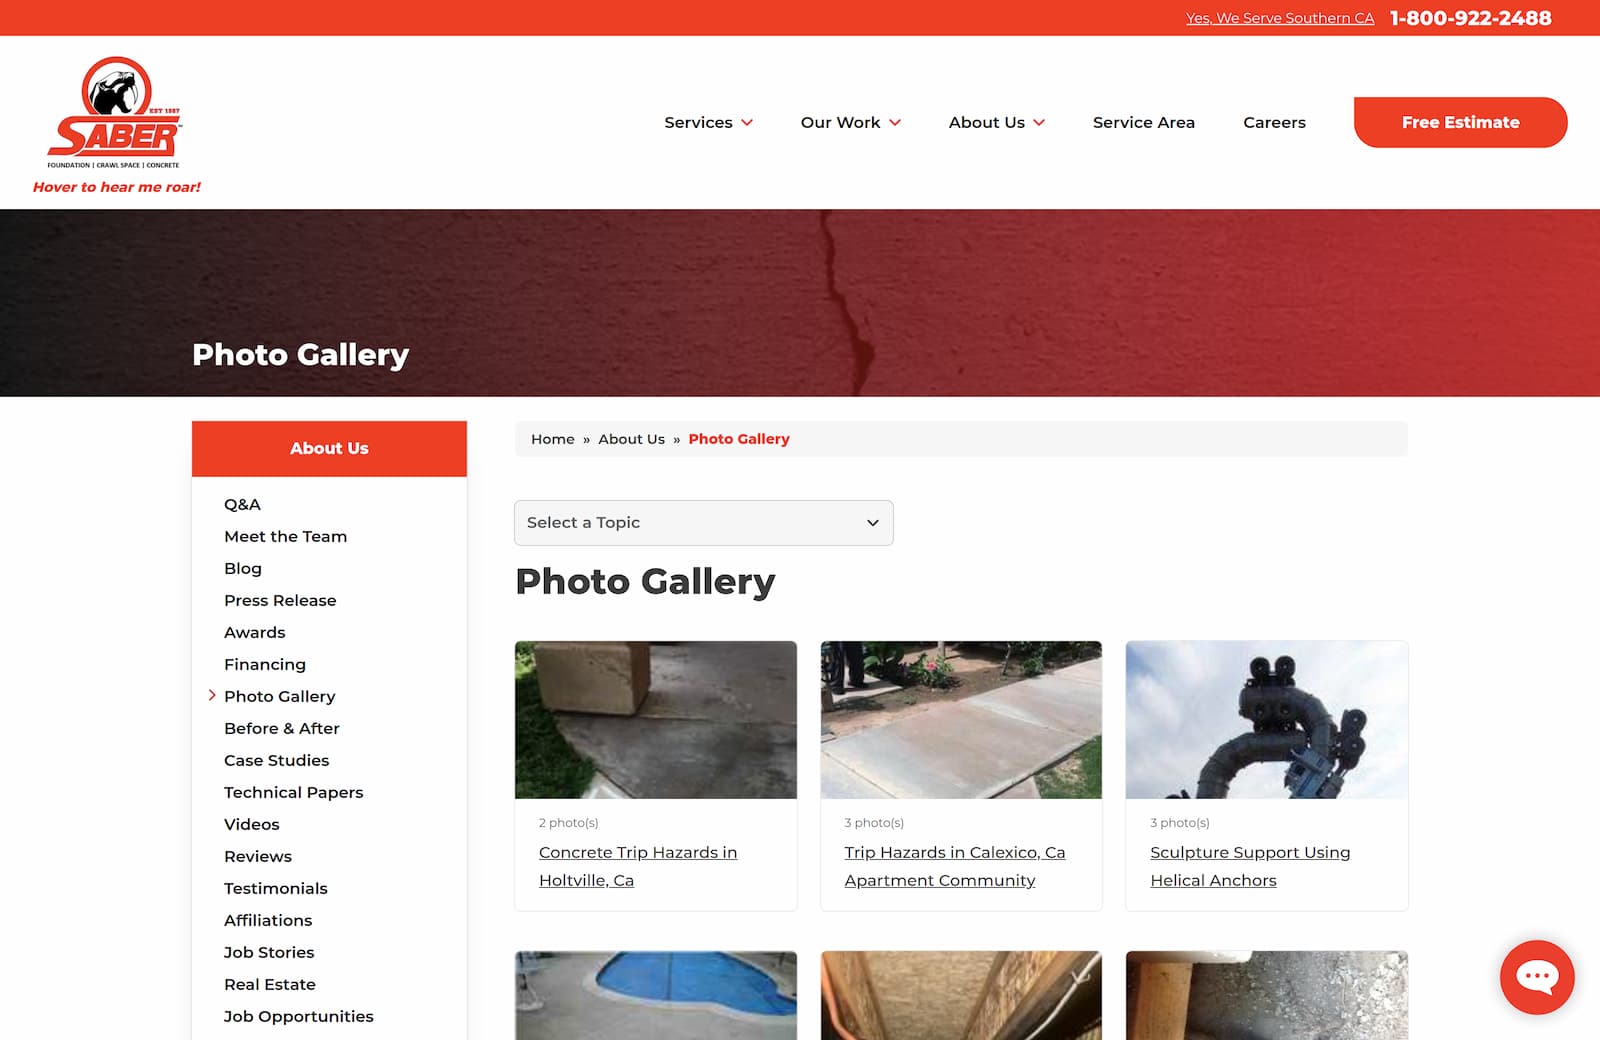 Yes, We Serve Southern CA 1-800-922-2488
EST 1987
SABER™
FOUNDATION | CRAWL SPACE | CONCRETE
Hover to hear me roar!
Services Our Work About Us Service Area Careers Free Estimate
Photo Gallery
About Us
Q&A
Meet the Team
Blog
Press Release
Awards
Financing
Photo Gallery
Before & After
Case Studies
Technical Papers
Videos
Reviews
Testimonials
Affiliations
Job Stories
Real Estate
Job Opportunities
Home » About Us » Photo Gallery
Select a Topic
Photo Gallery
2 photo(s)
Concrete Trip Hazards in
Holtville, Ca
3 photo(s)
Trip Hazards in Calexico, Ca
Apartment Community
3 photo(s)
Sculpture Support Using
Helical Anchors